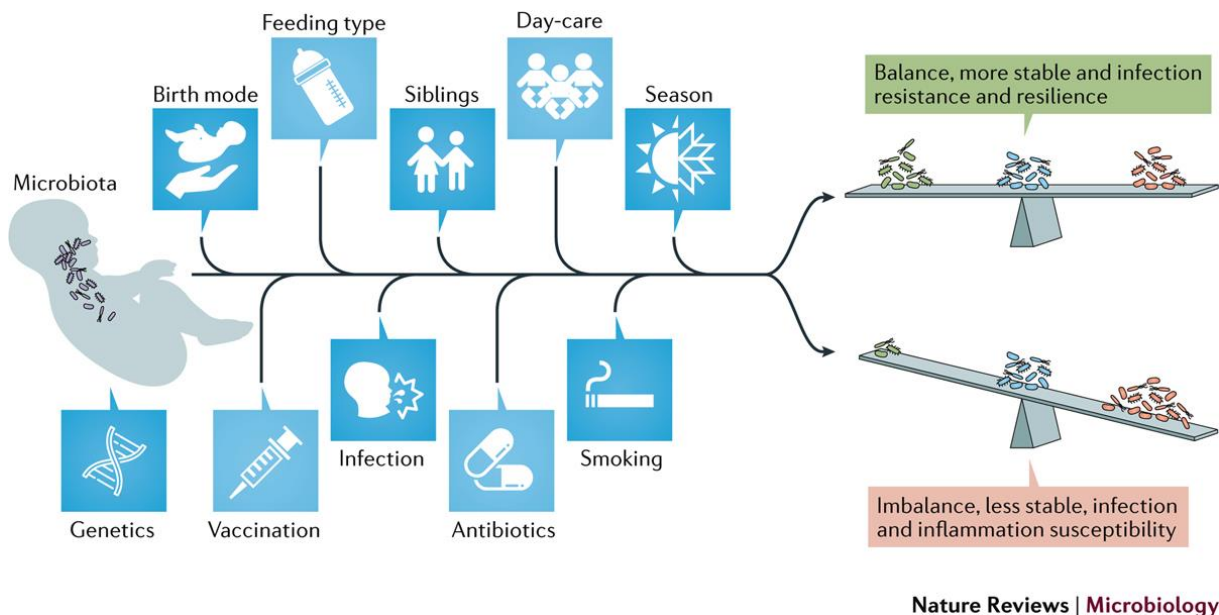 Feeding type
Day-care
Birth mode
Siblings
Season
Microbiota
Balance, more stable and infection
resistance and resilience
Genetics
Vaccination
Infection
Antibiotics
Smoking
Imbalance, less stable, infection
and inflammation susceptibility
Nature Reviews | Microbiology